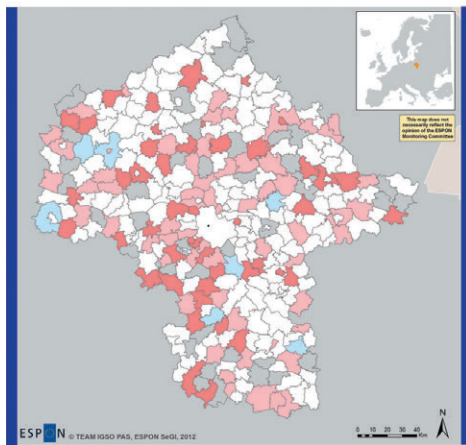 This map does not
necessarily reflect the
opinion of the ESPON
Monitoring Committee
ESPON © TEAM IGSO PAS, ESPON SeGI, 2012
0 10 20 30 40
Km